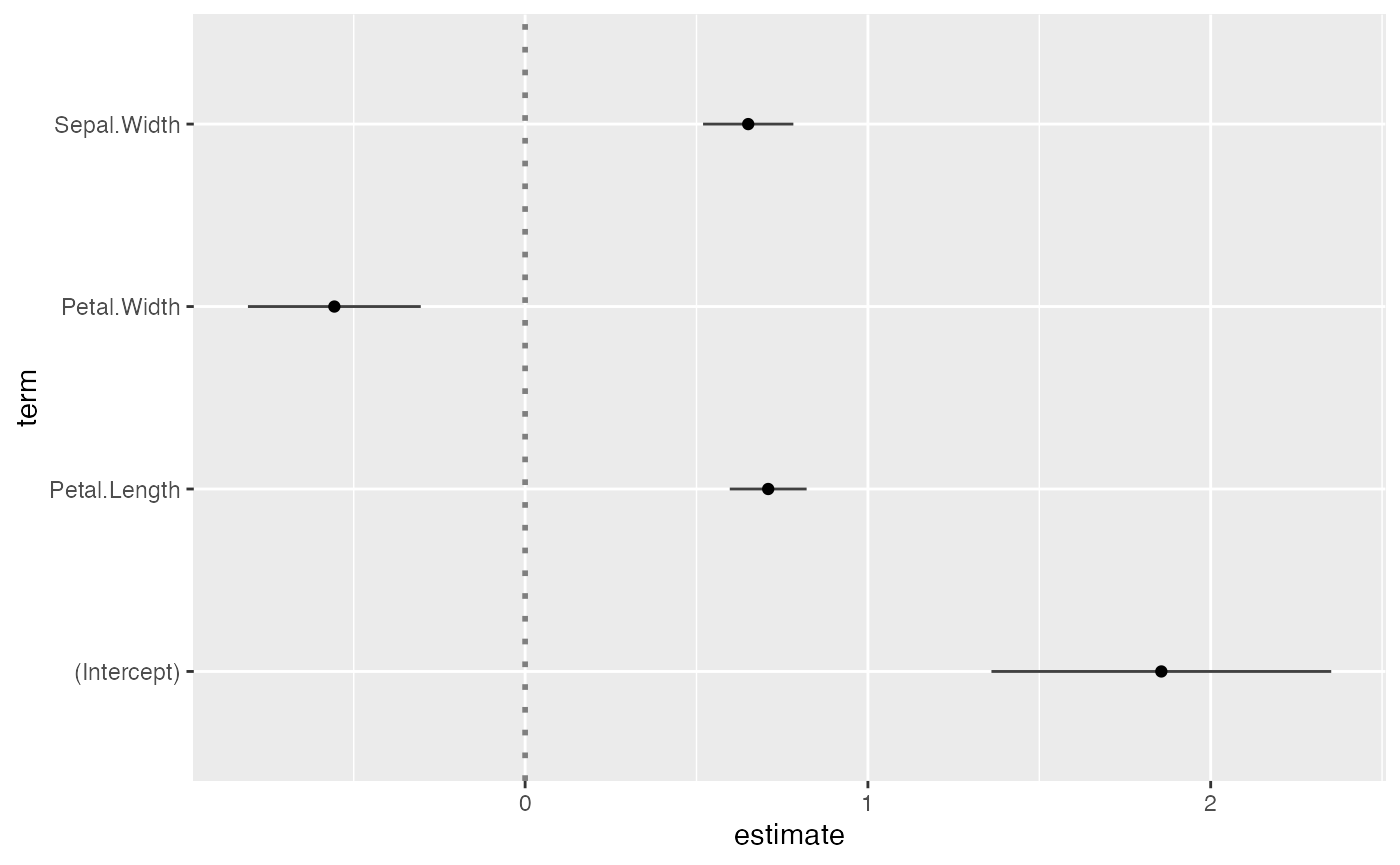 Sepal.Width
Petal.Width
term
Petal.Length
(Intercept)
0 1 2
estimate